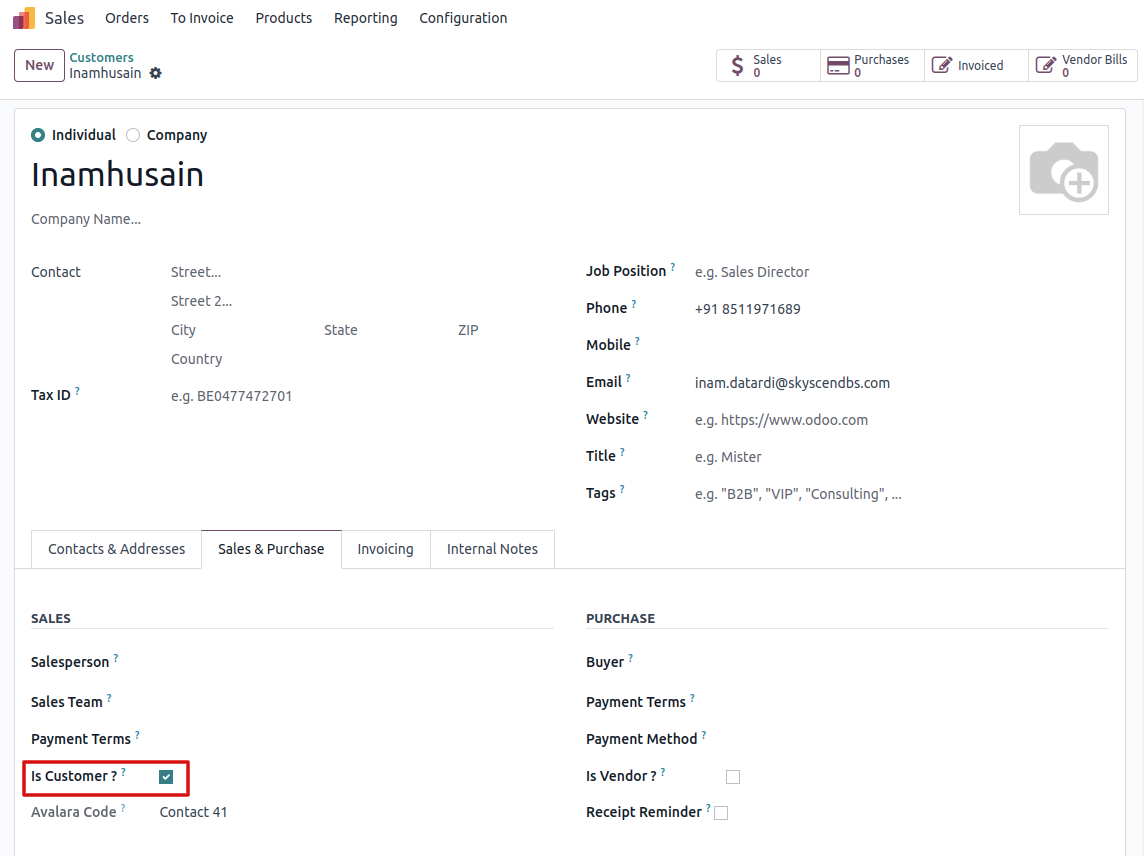 Sales Orders To Invoice Products Reporting Configuration
New Customers
Inamhusain
Sales 0
Purchases 0
Invoiced
Vendor Bills 0
Individual Company
Inamhusain
Company Name...
Contact Street...
Street 2...
City State ZIP
Country
Tax ID ? e.g. BE0477472701
Job Position ? e.g. Sales Director
Phone ? +91 8511971689
Mobile ?
Email ? inam.datardi@skyscendbs.com
Website ? e.g. https://www.odoo.com
Title ? e.g. Mister
Tags ? e.g. "B2B", "VIP", "Consulting", ...
Contacts & Addresses Sales & Purchase Invoicing Internal Notes
SALES
Salesperson ?
Sales Team ?
Payment Terms ?
Is Customer ? ?
Avalara Code ? Contact 41
PURCHASE
Buyer ?
Payment Terms ?
Payment Method ?
Is Vendor ? ?
Receipt Reminder ?